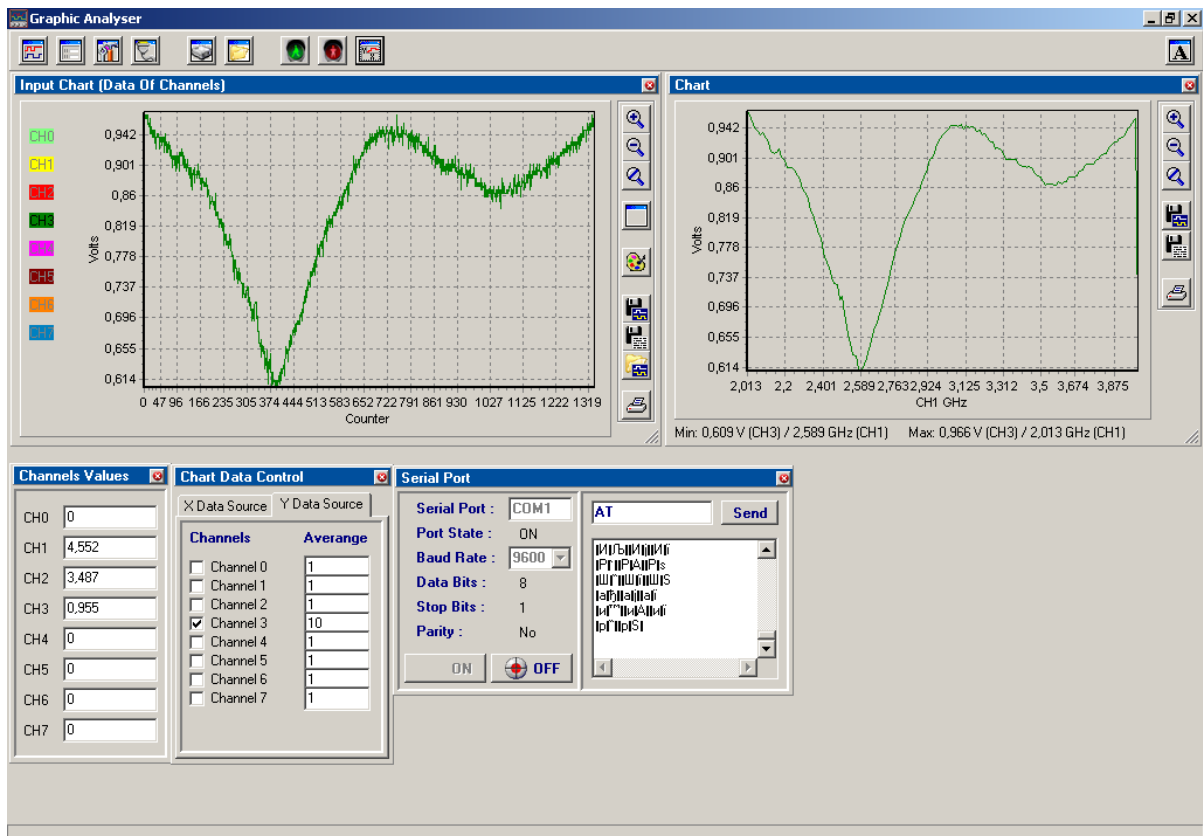 Graphic Analyser
A
Input Chart (Data Of Channels)
CH0
CH1
CH2
CH3
CH4
CH5
CH6
CH7
Volts
0,942
0,901
0,86
0,819
0,778
0,737
0,696
0,655
0,614
0 47 96 166 235 305 374 444 513 583 652 722 791 861 930 1027 1125 1222 1319
Counter
Chart
Volts
0,942
0,901
0,86
0,819
0,778
0,737
0,696
0,655
0,614
2,013 2,2 2,401 2,589 2,763 2,924 3,125 3,312 3,5 3,674 3,875
CH1 GHz
Min: 0,609 V (CH3) / 2,589 GHz (CH1) Max: 0,966 V (CH3) / 2,013 GHz (CH1)
Channels Values
CH0 0
CH1 4,552
CH2 3,487
CH3 0,955
CH4 0
CH5 0
CH6 0
CH7 0
Chart Data Control
X Data Source Y Data Source
Channels Averange
Channel 0 1
Channel 1 1
Channel 2 1
Channel 3 10
Channel 4 1
Channel 5 1
Channel 6 1
Channel 7 1
Serial Port
Serial Port : COM1
Port State : ON
Baud Rate : 9600
Data Bits : 8
Stop Bits : 1
Parity : No
ON OFF
AT Send